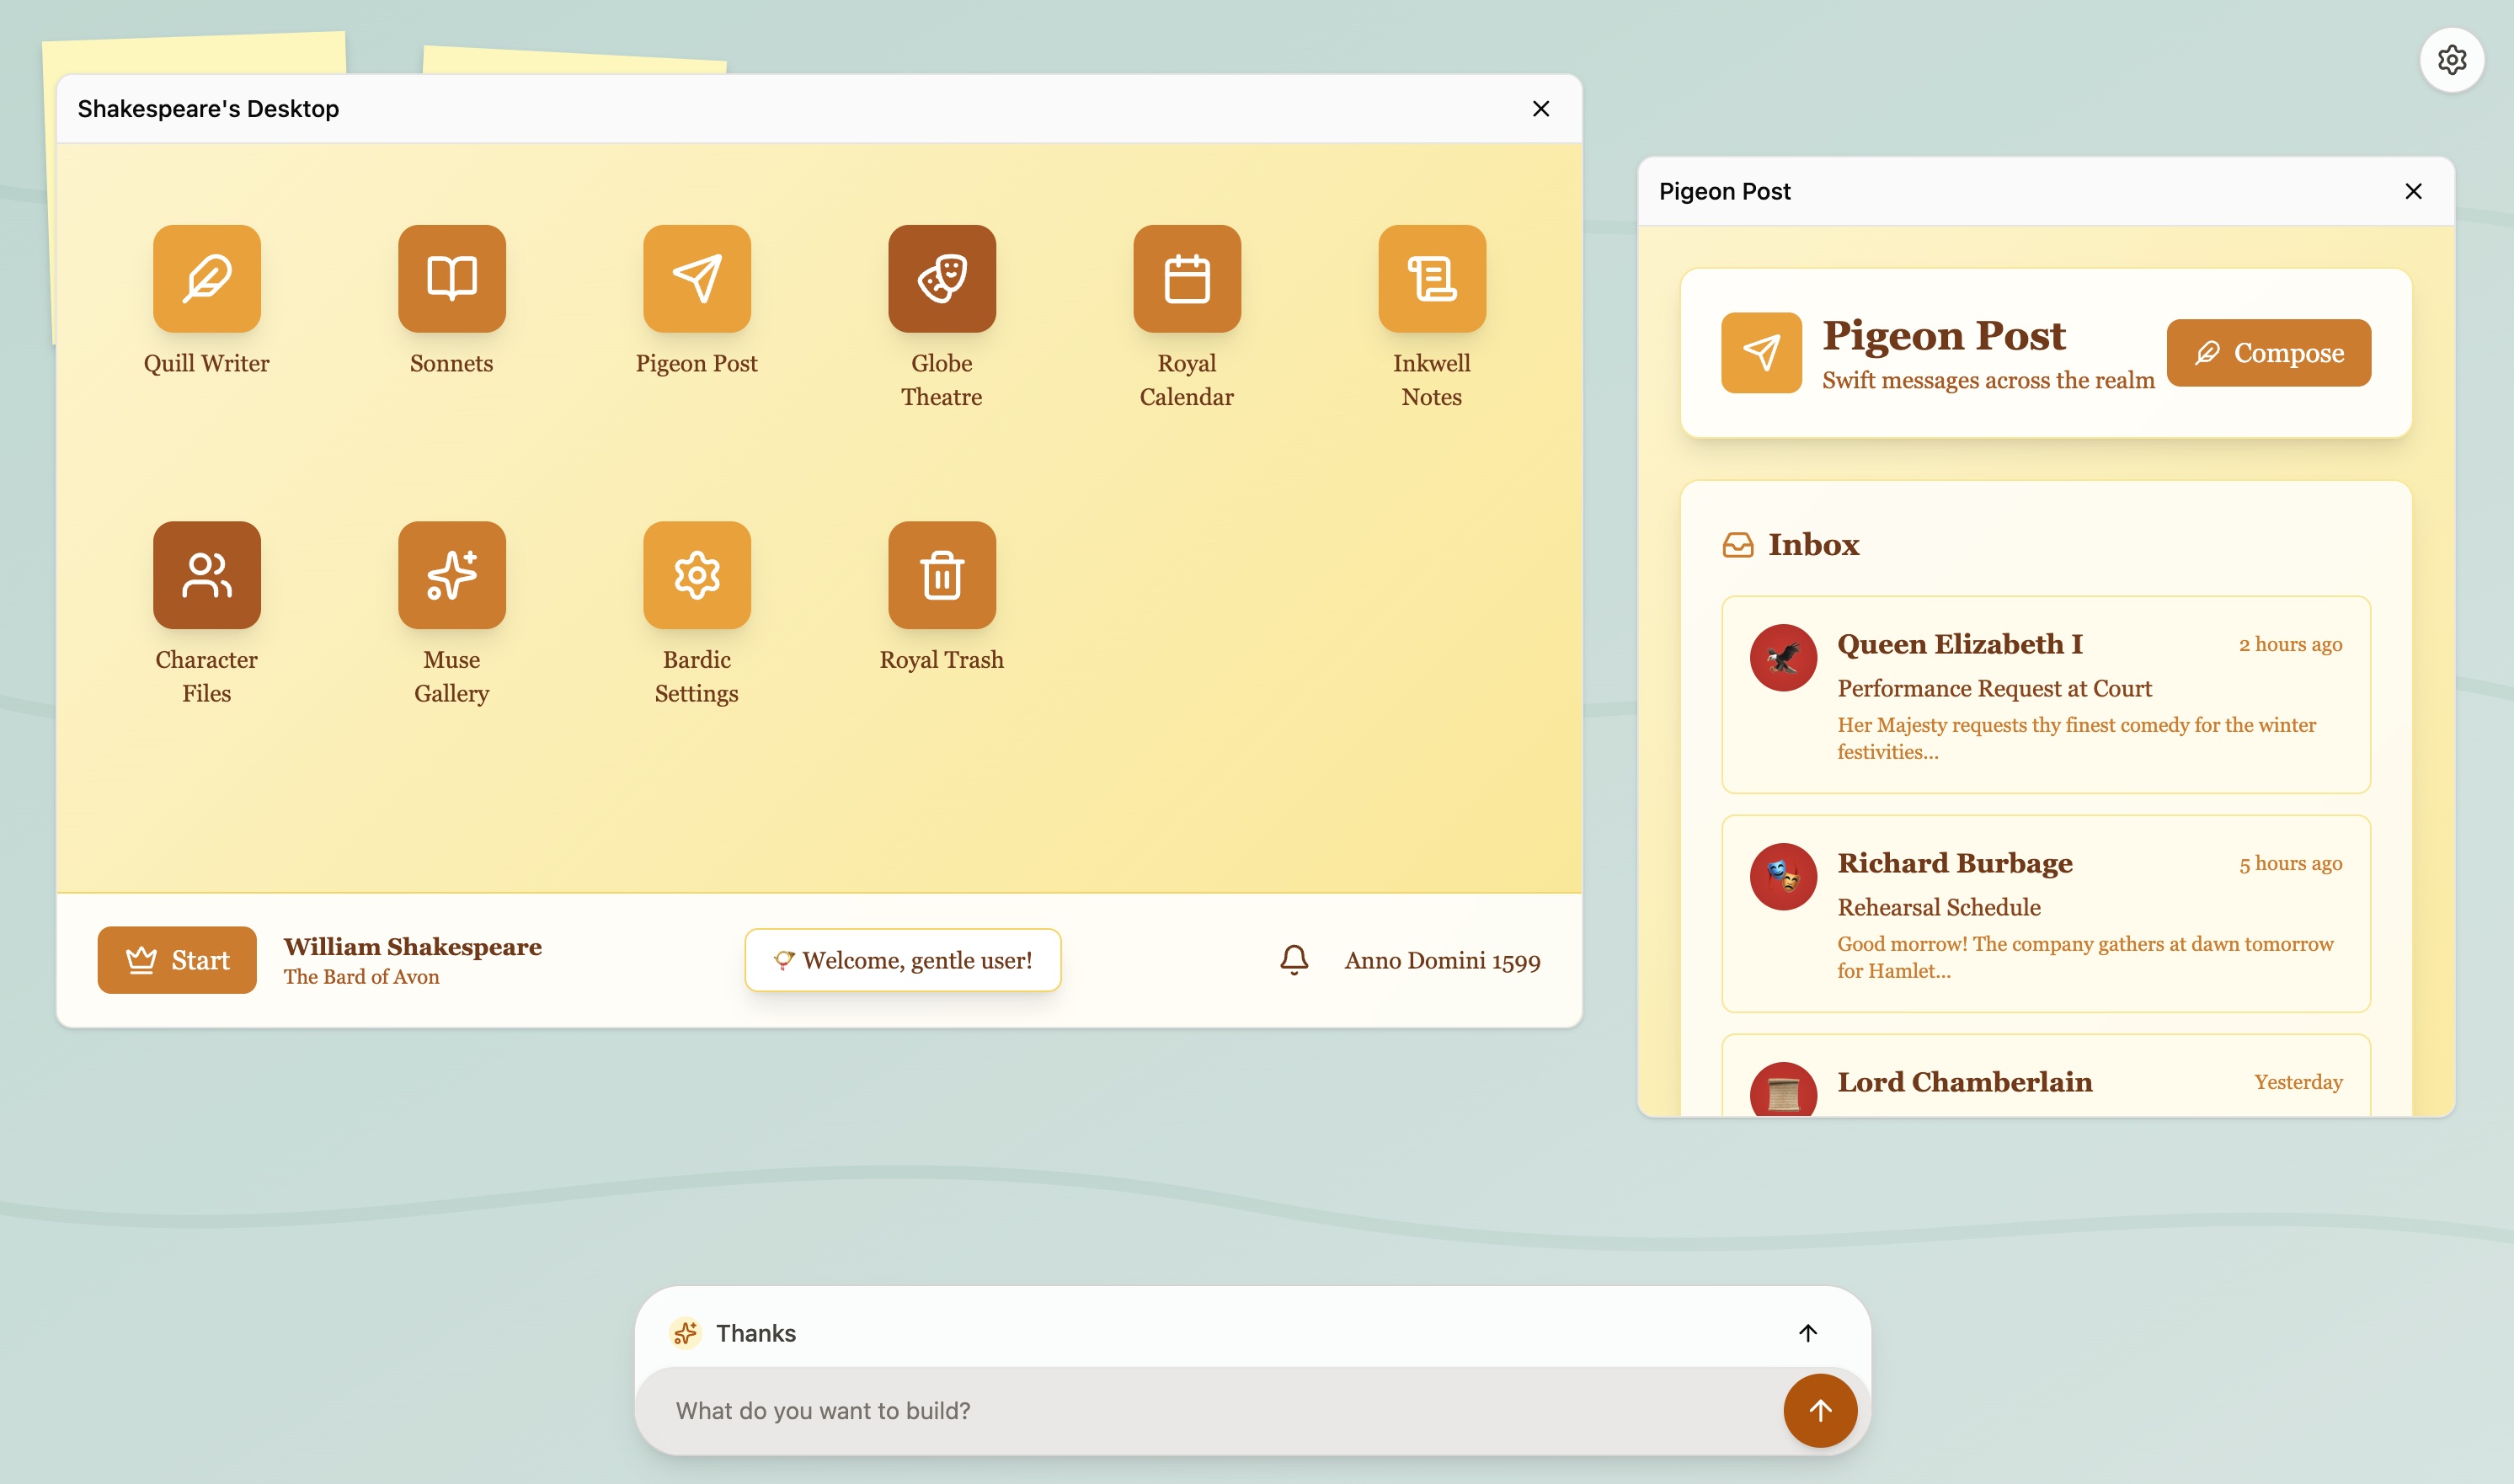 Shakespeare's Desktop
Quill Writer
Sonnets
Pigeon Post
Globe
Theatre
Royal
Calendar
Inkwell
Notes
Character
Files
Muse
Gallery
Bardic
Settings
Royal Trash
Start
William Shakespeare
The Bard of Avon
Welcome, gentle user!
Anno Domini 1599
Pigeon Post
Pigeon Post
Swift messages across the realm
Compose
Inbox
Queen Elizabeth I
2 hours ago
Performance Request at Court
Her Majesty requests thy finest comedy for the winter
festivities...
Richard Burbage
5 hours ago
Rehearsal Schedule
Good morrow! The company gathers at dawn tomorrow
for Hamlet...
Lord Chamberlain
Yesterday
Thanks
What do you want to build?